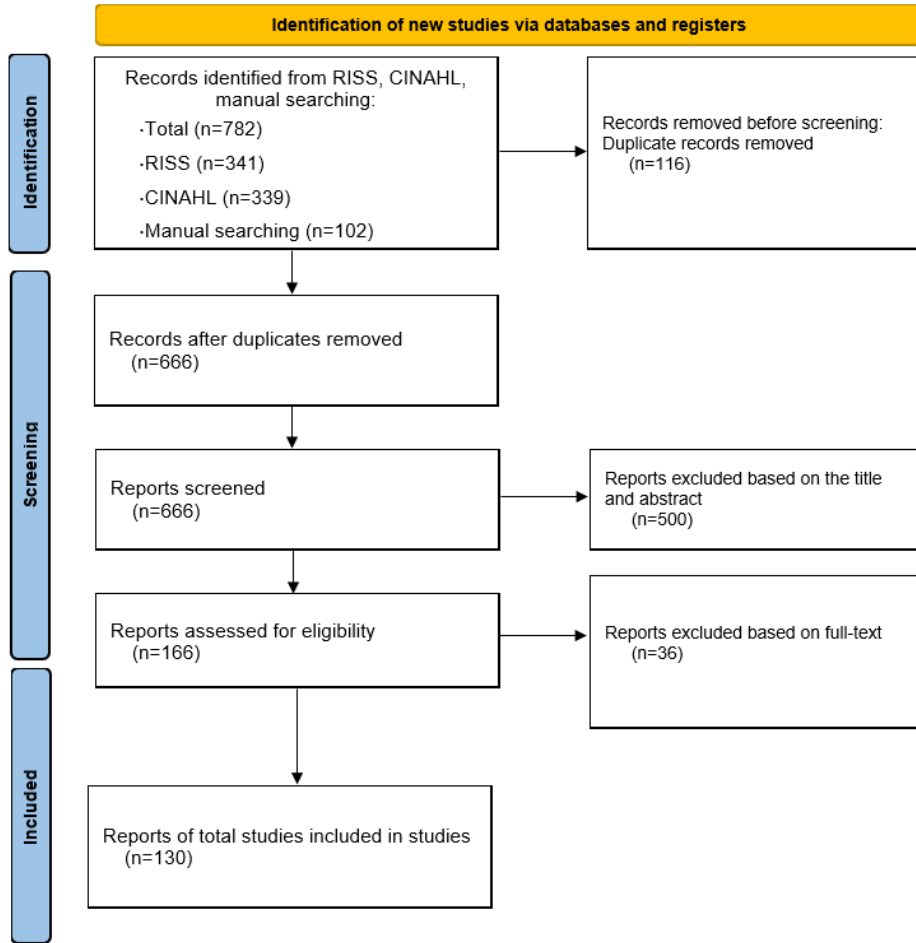 Identification of new studies via databases and registers
Identification
Records identified from RISS, CINAHL,
manual searching:
·Total (n=782)
·RISS (n=341)
·CINAHL (n=339)
·Manual searching (n=102)
Records removed before screening:
Duplicate records removed
(n=116)
Screening
Records after duplicates removed
(n=666)
Reports screened
(n=666)
Reports excluded based on the title
and abstract
(n=500)
Reports assessed for eligibility
(n=166)
Reports excluded based on full-text
(n=36)
Included
Reports of total studies included in studies
(n=130)